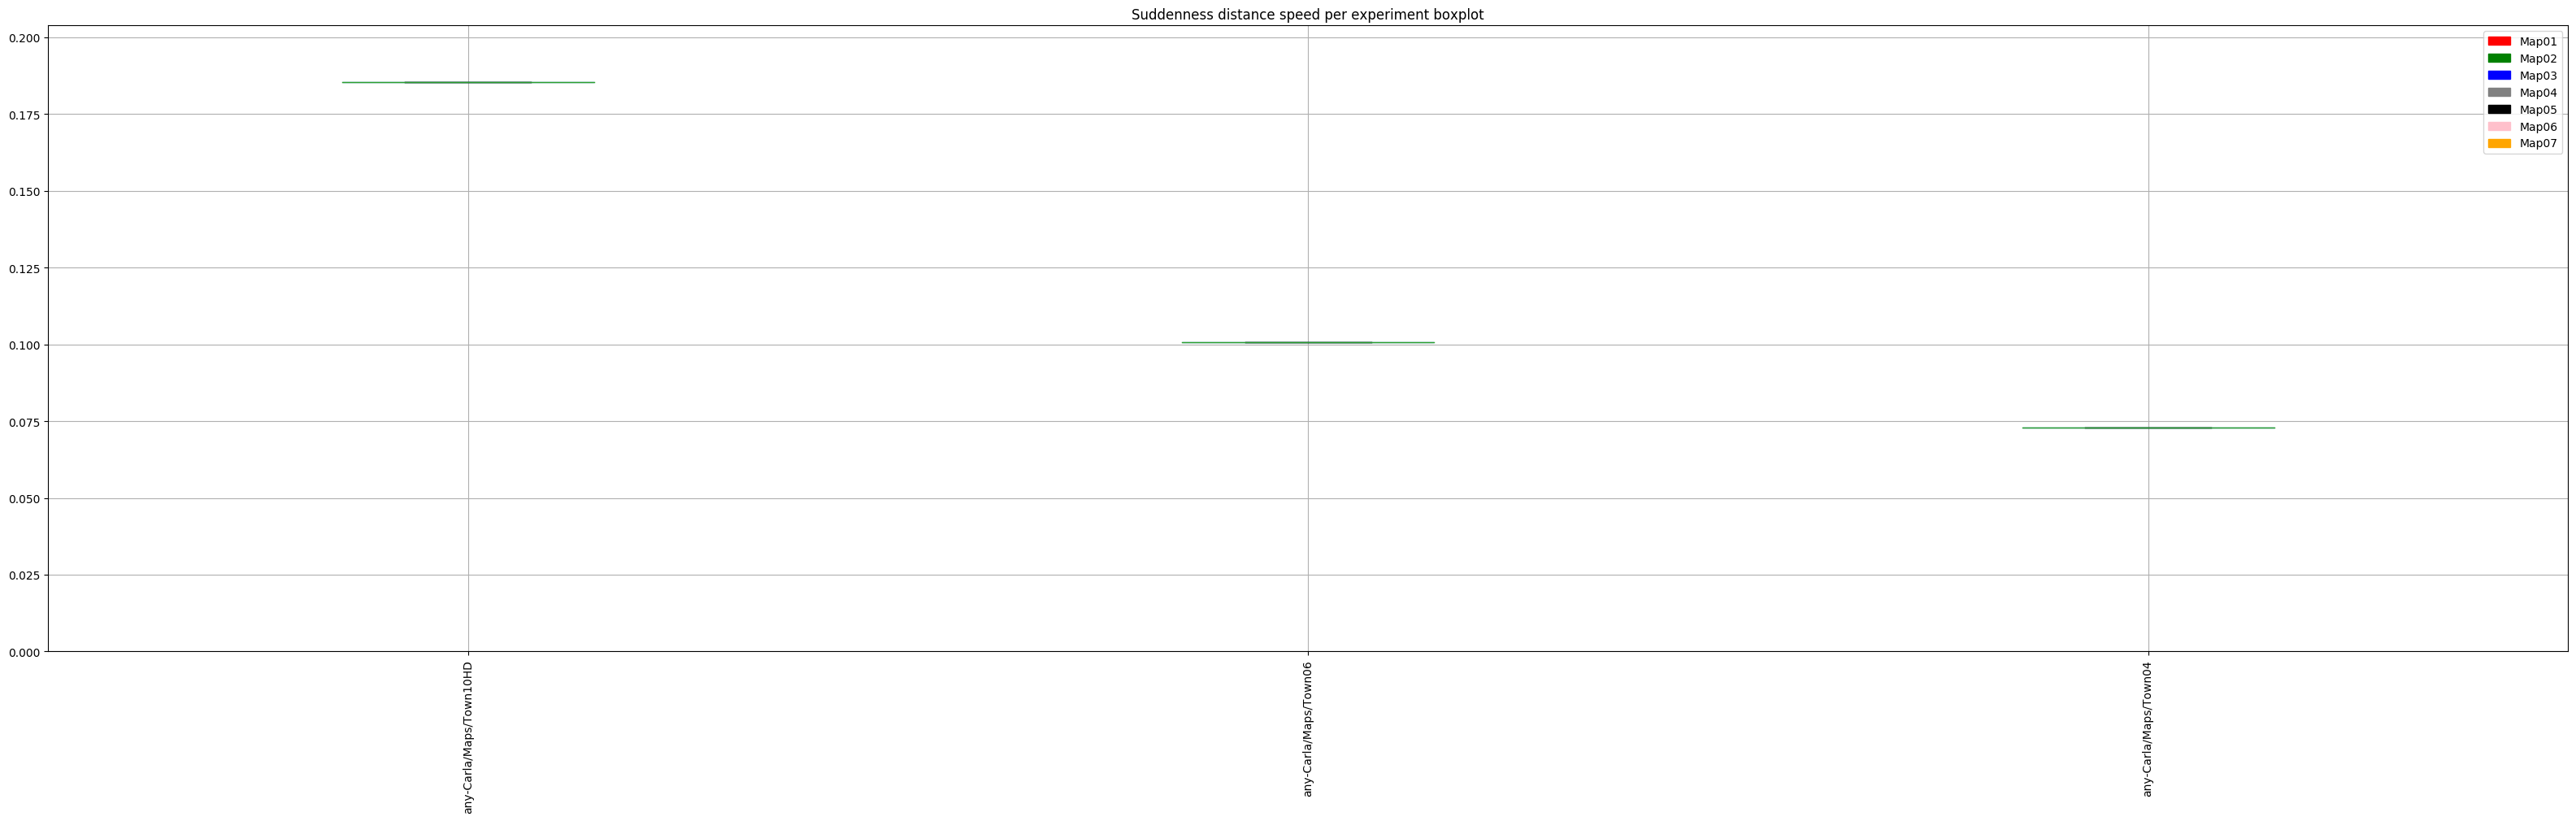 Suddenness distance speed per experiment boxplot
0.200
0.175
0.150
0.125
0.100
0.075
0.050
0.025
0.000
Map01
Map02
Map03
Map04
Map05
Map06
Map07
any-Carla/Maps/Town10HD
any-Carla/Maps/Town06
any-Carla/Maps/Town04